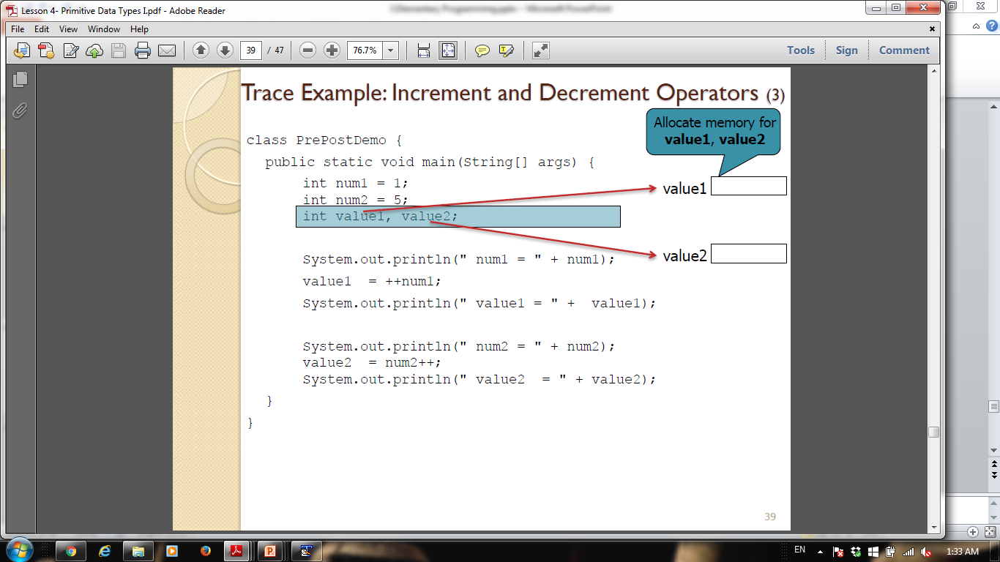 Lesson 4- Primitive Data Types I.pdf - Adobe Reader
3 Elementary Programming.pptx - Microsoft PowerPoint
File Edit View Window Help
39 / 47 76.7% Tools Sign Comment
Trace Example: Increment and Decrement Operators (3)
Allocate memory for
value1, value2
class PrePostDemo {
public static void main(String[] args) {
int num1 = 1;
int num2 = 5;
int value1, value2;
value1
value2
System.out.println(" num1 = " + num1);
value1  = ++num1;
System.out.println(" value1 = " +  value1);
System.out.println(" num2 = " + num2);
value2  = num2++;
System.out.println(" value2  = " + value2);
}
}
39
EN 1:33 AM